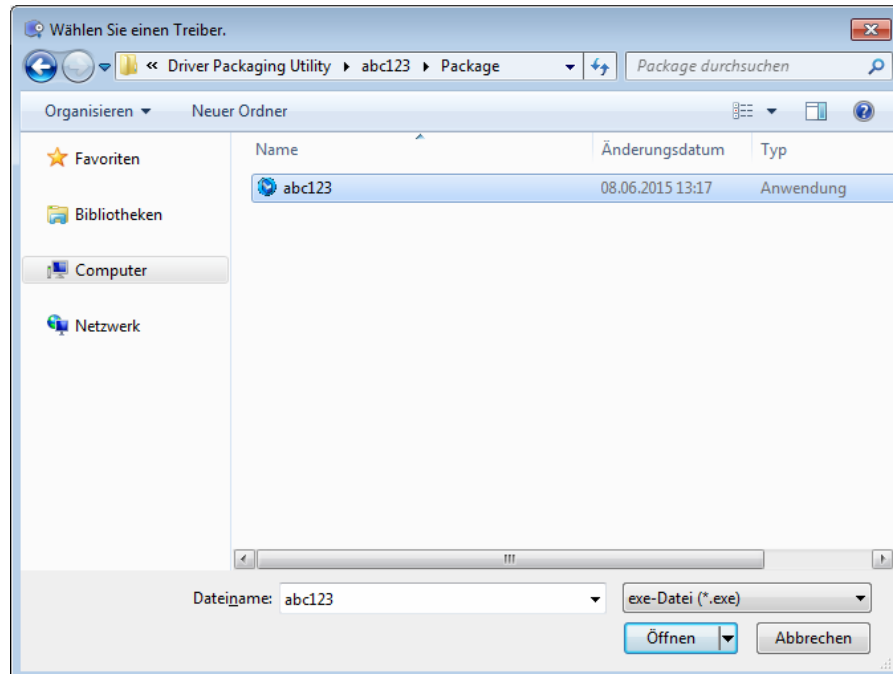 Wählen Sie einen Treiber.
« Driver Packaging Utility ▸ abc123 ▸ Package
Package durchsuchen
Organisieren
Neuer Ordner
Name
Änderungsdatum
Typ
Favoriten
Bibliotheken
Computer
Netzwerk
abc123
08.06.2015 13:17
Anwendung
Dateiname: abc123
exe-Datei (*.exe)
Öffnen
Abbrechen